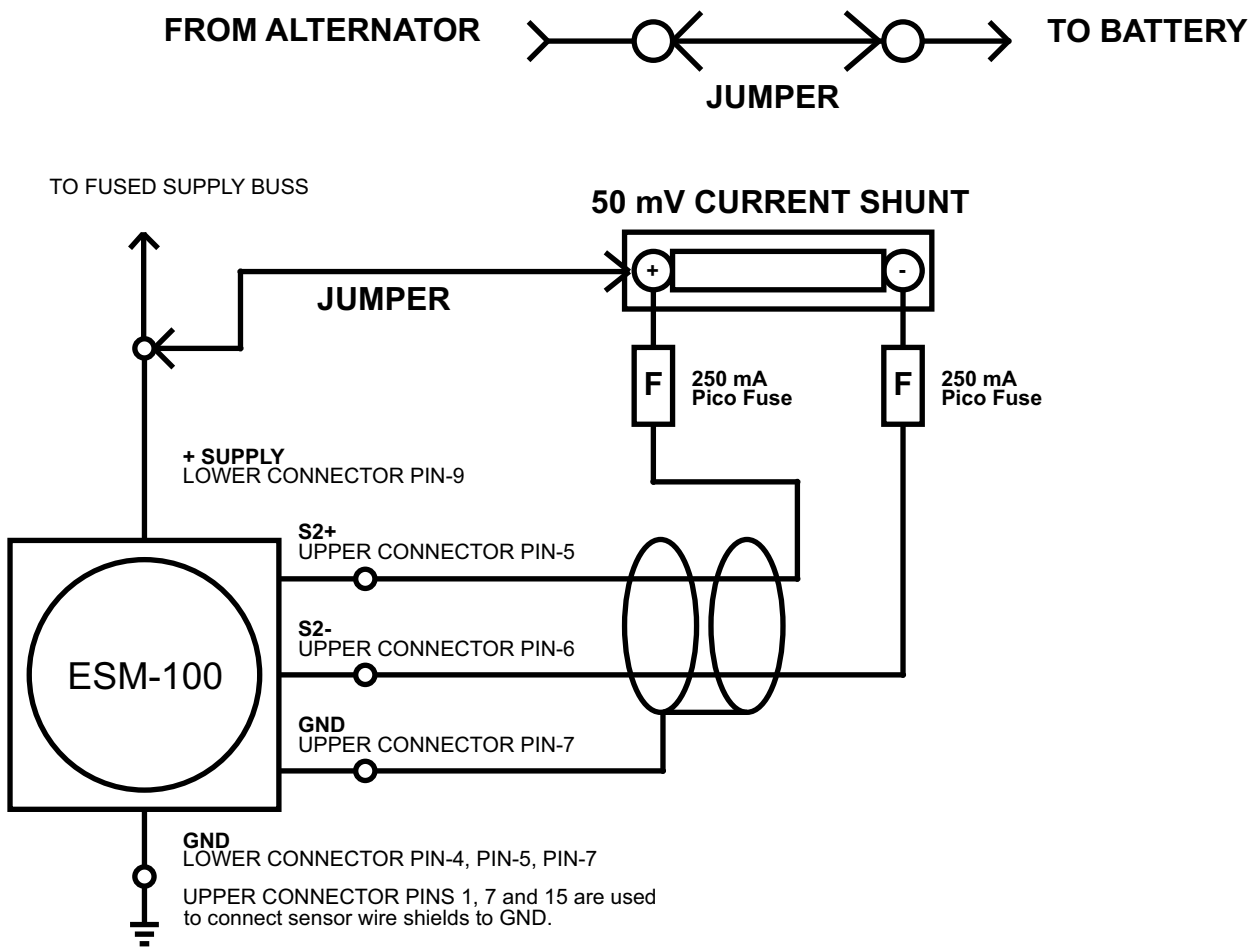 FROM ALTERNATOR
TO BATTERY
JUMPER
TO FUSED SUPPLY BUSS
50 mV CURRENT SHUNT
+
-
JUMPER
F
250 mA
Pico Fuse
F
250 mA
Pico Fuse
+ SUPPLY
LOWER CONNECTOR PIN-9
S2+
UPPER CONNECTOR PIN-5
S2-
UPPER CONNECTOR PIN-6
ESM-100
GND
UPPER CONNECTOR PIN-7
GND
LOWER CONNECTOR PIN-4, PIN-5, PIN-7
UPPER CONNECTOR PINS 1, 7 and 15 are used
to connect sensor wire shields to GND.